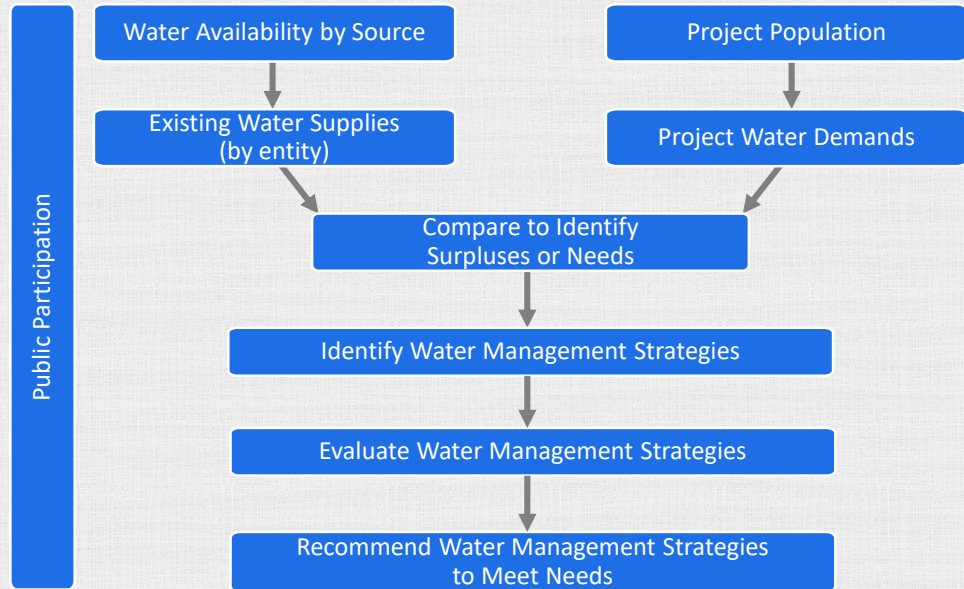 Public Participation
Water Availability by Source
Project Population
Existing Water Supplies
(by entity)
Project Water Demands
Compare to Identify
Surpluses or Needs
Identify Water Management Strategies
Evaluate Water Management Strategies
Recommend Water Management Strategies
to Meet Needs